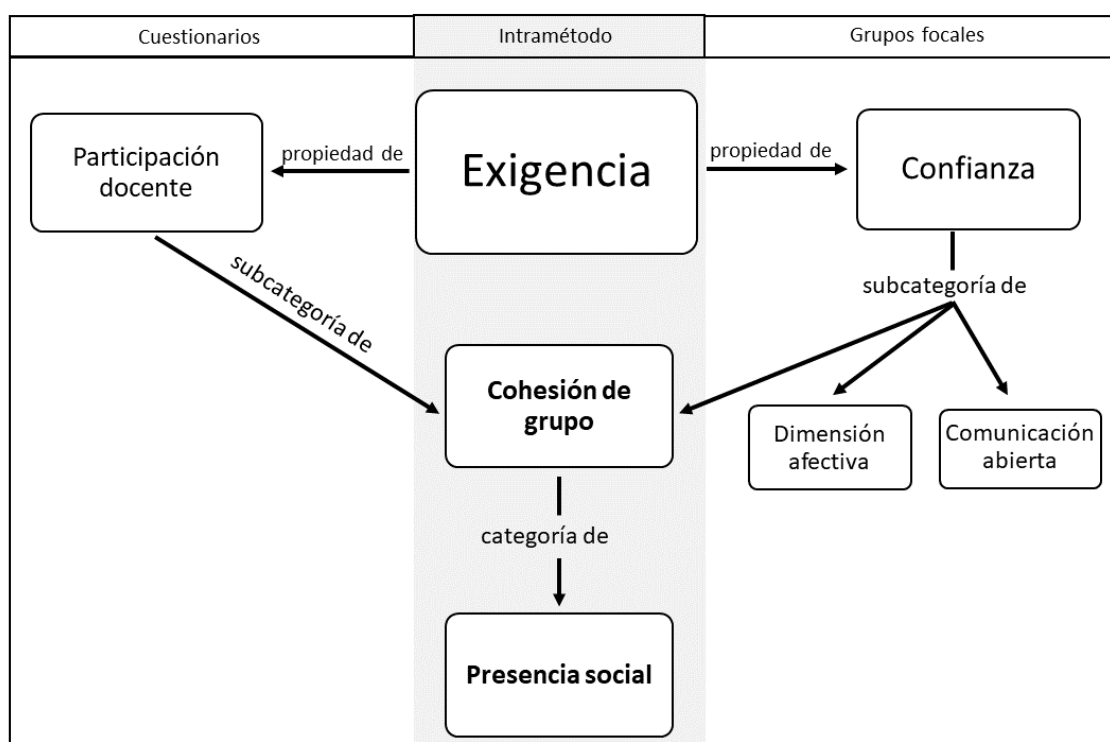 Cuestionarios
Intramétodo
Grupos focales
Participación
docente
propiedad de
Exigencia
propiedad de
Confianza
subcategoría de
subcategoría de
Cohesión de
grupo
Dimensión
afectiva
Comunicación
abierta
categoría de
Presencia social